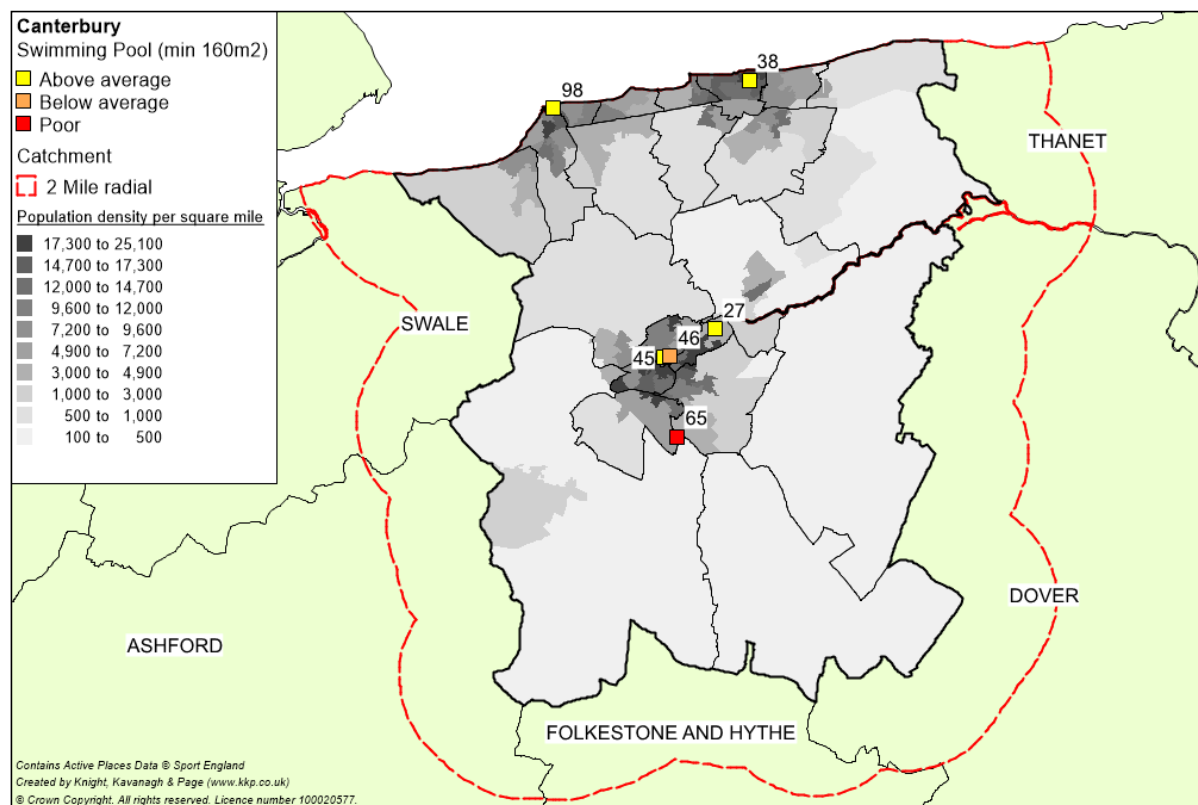 Canterbury
Swimming Pool (min 160m2)
Above average
Below average
Poor
Catchment
2 Mile radial
Population density per square mile
17,300 to 25,100
14,700 to 17,300
12,000 to 14,700
9,600 to 12,000
7,200 to 9,600
4,900 to 7,200
3,000 to 4,900
1,000 to 3,000
500 to 1,000
100 to 500
38
98
THANET
27
SWALE
46
45
65
DOVER
ASHFORD
FOLKESTONE AND HYTHE
Contains Active Places Data © Sport England
Created by Knight, Kavanagh & Page (www.kkp.co.uk)
© Crown Copyright. All rights reserved. Licence number 100020577.